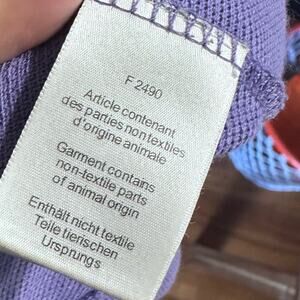 F 2490
Article contenant
des parties non textiles
d'origine animale
Garment contains
non-textile parts
of animal origin
Enthält nicht textile
Teile tierischen
Ursprungs